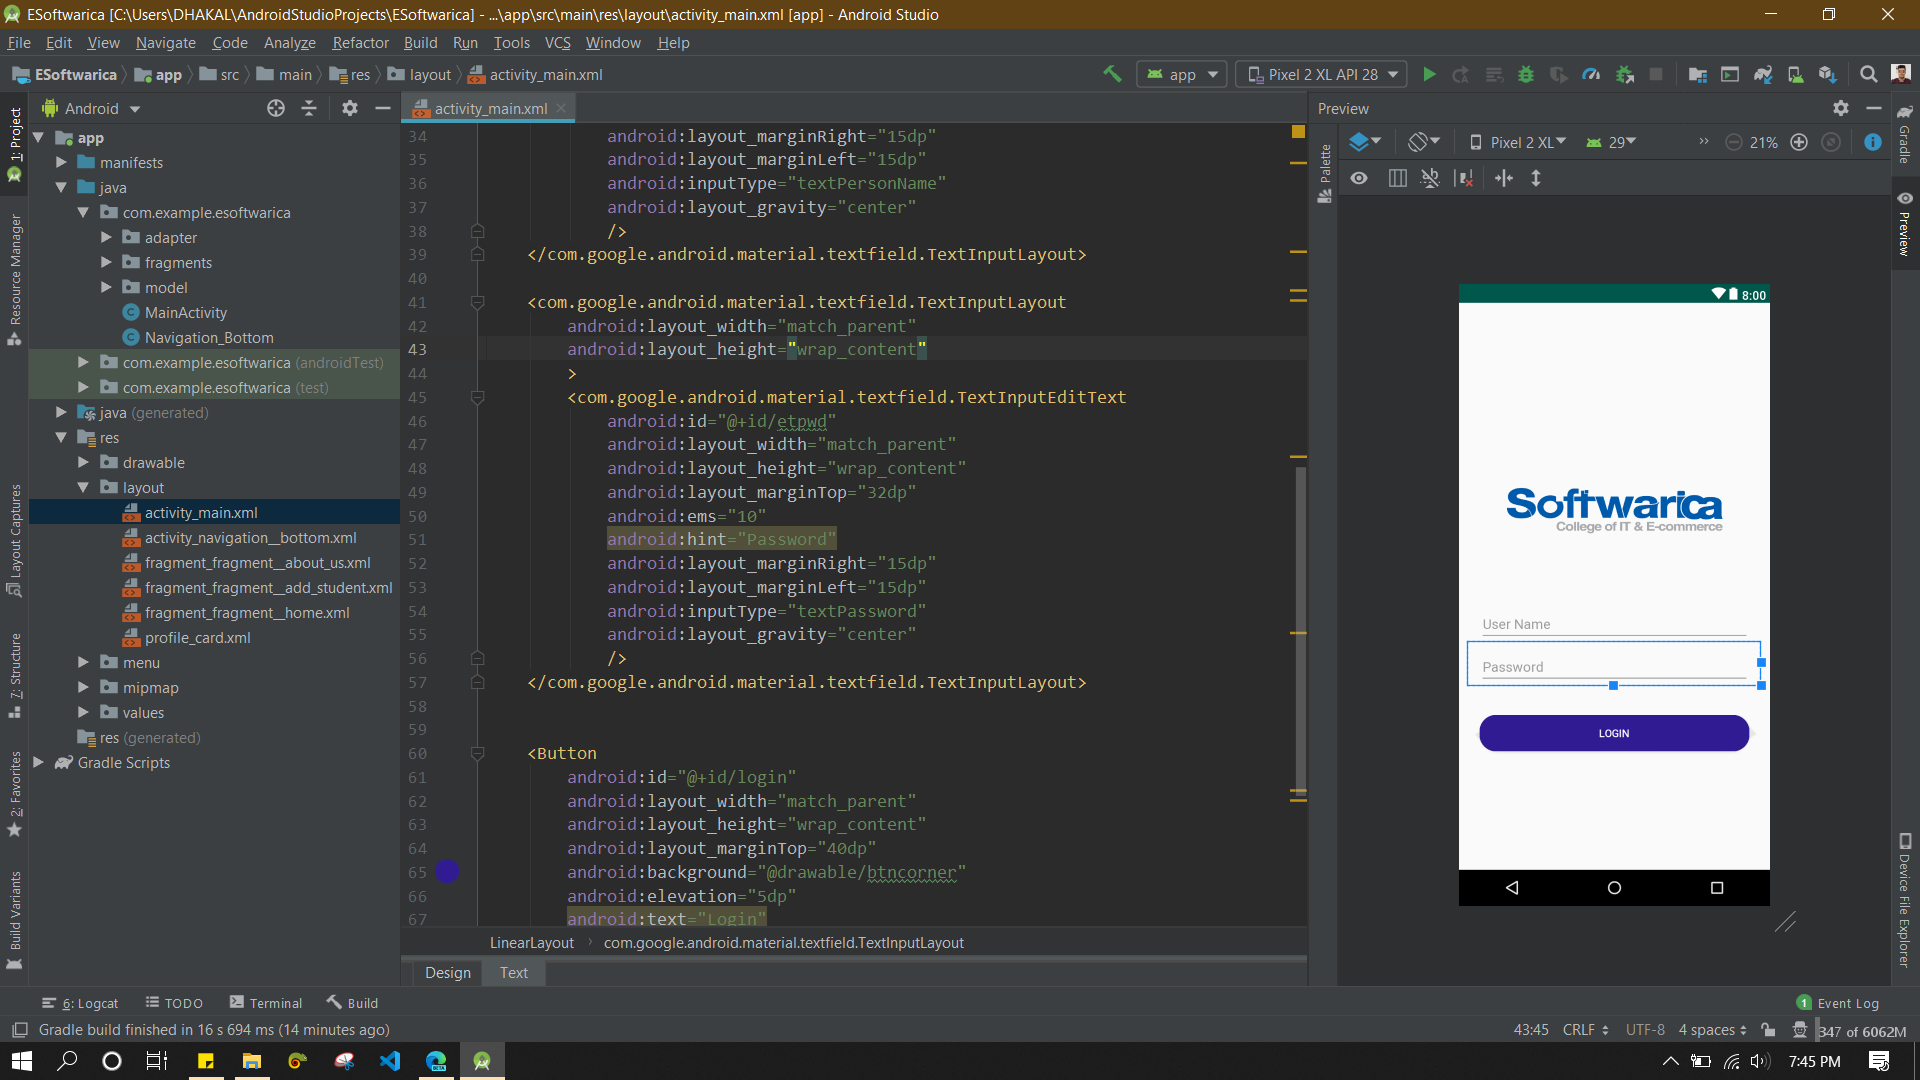 ESoftwarica [C:\Users\DHAKAL\AndroidStudioProjects\ESoftwarica] - ...\app\src\main\res\layout\activity_main.xml [app] - Android Studio
File Edit View Navigate Code Analyze Refactor Build Run Tools VCS Window Help
ESoftwarica app src main res layout activity_main.xml
app Pixel 2 XL API 28
Android
activity_main.xml
Preview
1: Project
Resource Manager
Layout Captures
7: Structure
2: Favorites
Build Variants
app
manifests
java
com.example.esoftwarica
adapter
fragments
model
MainActivity
Navigation_Bottom
com.example.esoftwarica (androidTest)
com.example.esoftwarica (test)
java (generated)
res
drawable
layout
activity_main.xml
activity_navigation__bottom.xml
fragment_fragment__about_us.xml
fragment_fragment__add_student.xml
fragment_fragment__home.xml
profile_card.xml
menu
mipmap
values
res (generated)
Gradle Scripts
34 android:layout_marginRight="15dp"
35 android:layout_marginLeft="15dp"
36 android:inputType="textPersonName"
37 android:layout_gravity="center"
38 />
39 </com.google.android.material.textfield.TextInputLayout>
40
41 <com.google.android.material.textfield.TextInputLayout
42 android:layout_width="match_parent"
43 android:layout_height="wrap_content"
44 >
45 <com.google.android.material.textfield.TextInputEditText
46 android:id="@+id/etpwd"
47 android:layout_width="match_parent"
48 android:layout_height="wrap_content"
49 android:layout_marginTop="32dp"
50 android:ems="10"
51 android:hint="Password"
52 android:layout_marginRight="15dp"
53 android:layout_marginLeft="15dp"
54 android:inputType="textPassword"
55 android:layout_gravity="center"
56 />
57 </com.google.android.material.textfield.TextInputLayout>
58
59
60 <Button
61 android:id="@+id/login"
62 android:layout_width="match_parent"
63 android:layout_height="wrap_content"
64 android:layout_marginTop="40dp"
65 android:background="@drawable/btncorner"
66 android:elevation="5dp"
67 android:text="Login"
LinearLayout com.google.android.material.textfield.TextInputLayout
Design Text
Palette
Pixel 2 XL 29 21%
8:00
Softwarica
College of IT & E-commerce
User Name
Password
LOGIN
Gradle
Preview
Device File Explorer
6: Logcat TODO Terminal Build
1 Event Log
Gradle build finished in 16 s 694 ms (14 minutes ago)
43:45 CRLF UTF-8 4 spaces 347 of 6062M
BETA
7:45 PM